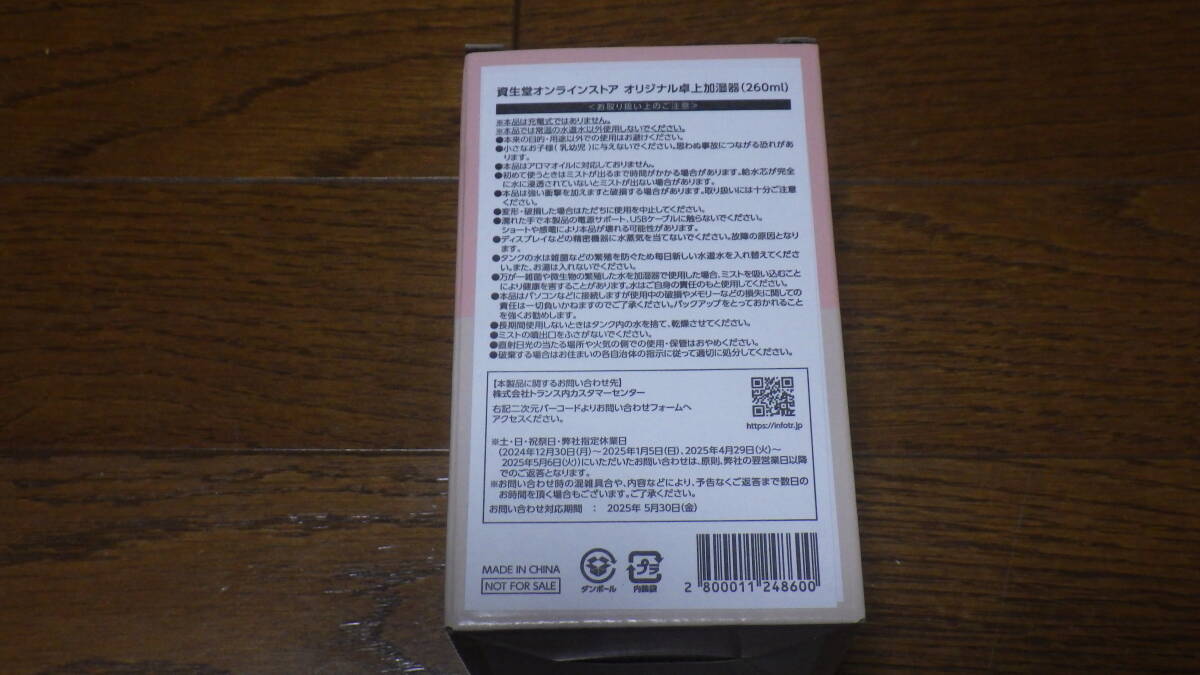 資生堂オンラインストア オリジナル卓上加湿器(260ml)
<お取り扱い上のご注意>
※本品は充電式ではありません。
※本品では常温の水道水以外使用しないでください。
●本来の目的・用途以外での使用はお避けください。
●小さなお子様(乳幼児)に与えないでください。思わぬ事故につながる恐れがあ
ります。
●本品はアロマオイルに対応しておりません。
●初めて使うときはミストが出るまで時間がかかる場合があります。給水芯が完全
に水に浸透されていないとミストが出ない場合があります。
●本品は強い衝撃を加えますと破損する場合があります。取り扱いには十分ご注意
ください。
●変形・破損した場合はただちに使用を中止してください。
●濡れた手で本製品の電源サポート、USBケーブルに触らないでください。
ショートや感電により本品が壊れる可能性があります。
●ディスプレイなどの精密機器に水蒸気を当てないでください。故障の原因となり
ます。
●タンクの水は雑菌などの繁殖を防ぐため毎日新しい水道水を入れ替えてくださ
い。また、お湯は入れないでください。
●万が一雑菌や微生物の繁殖した水を加湿器で使用した場合、ミストを吸い込むこと
により健康を害することがあります。水はご自身の責任のもと使用してください。
●本品はパソコンなどに接続しますが使用中の破損やメモリーなどの損失に関しての
責任は一切負いかねますのでご了承ください。バックアップをとっておかれること
を強くお勧めします。
●長期間使用しないときはタンク内の水を捨て、乾燥させてください。
●ミストの噴出口をふさがないでください。
●直射日光の当たる場所や火気の側での使用・保管はおやめください。
●破棄する場合はお住まいの各自治体の指示に従って適切に処分してください。
【本製品に関するお問い合わせ先】
株式会社トランス内カスタマーセンター
右記二次元バーコードよりお問い合わせフォームへ
アクセスください。
https://infotr.jp
※土・日・祝祭日・弊社指定休業日
(2024年12月30日(月)～2025年1月5日(日)、2025年4月29日(火)～
2025年5月6日(火))にいただいたお問い合わせは、原則、弊社の翌営業日以降
でのご返答となります。
※お問い合わせ時の混雑具合や、内容などにより、予告なくご返答まで数日の
お時間を頂く場合もございます。ご了承ください。
お問い合わせ対応期間 : 2025年 5月30日(金)
MADE IN CHINA
NOT FOR SALE
ダンボール
プラ
内装袋
2 800011 248600